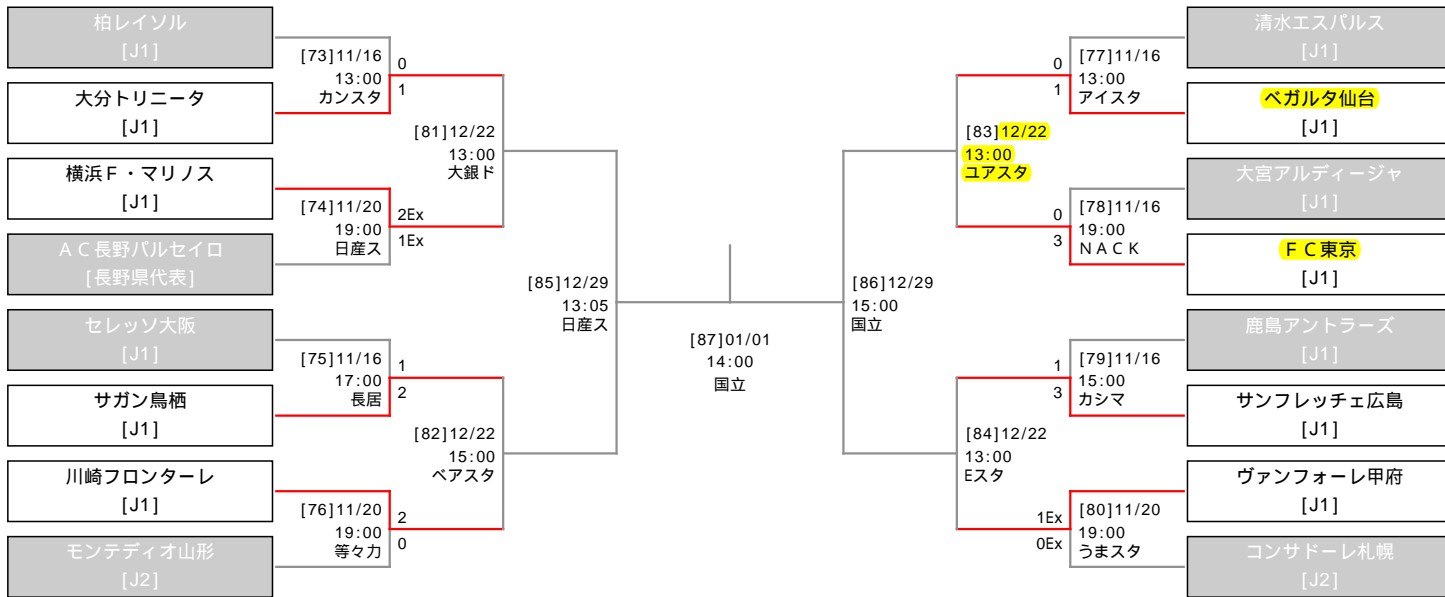 柏レイソル
[J1]
大分トリニータ
[J1]
横浜F・マリノス
[J1]
AC長野パルセイロ
[長野県代表]
セレッソ大阪
[J1]
サガン鳥栖
[J1]
川崎フロンターレ
[J1]
モンテディオ山形
[J2]
[73]11/16
13:00
カンスタ
0
1
[74]11/20
19:00
日産ス
2Ex
1Ex
[75]11/16
17:00
長居
1
2
[76]11/20
19:00
等々力
2
0
[81]12/22
13:00
大銀ド
[82]12/22
15:00
ベアスタ
[85]12/29
13:05
日産ス
[87]01/01
14:00
国立
[86]12/29
15:00
国立
[83]12/22
13:00
ユアスタ
[84]12/22
13:00
Eスタ
0
1
[77]11/16
13:00
アイスタ
0
3
[78]11/16
19:00
NACK
1
3
[79]11/16
15:00
カシマ
1Ex
0Ex
[80]11/20
19:00
うまスタ
清水エスパルス
[J1]
ベガルタ仙台
[J1]
大宮アルディージャ
[J1]
FC東京
[J1]
鹿島アントラーズ
[J1]
サンフレッチェ広島
[J1]
ヴァンフォーレ甲府
[J1]
コンサドーレ札幌
[J2]